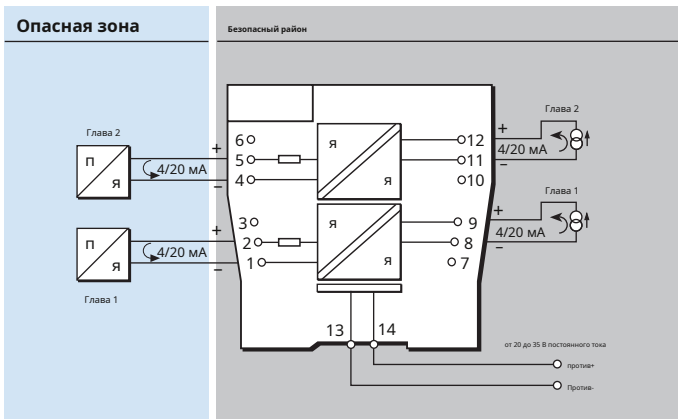 Опасная зона
Безопасный район
Глава 2
п
я
4/20 мА
+
−
6
5
4
я
я
12
11
10
+
4/20 мА
−
Глава 2
п
я
Глава 1
4/20 мА
+
−
3
2
1
я
я
9
8
7
+
4/20 мА
−
Глава 1
13
14
от 20 до 35 В постоянного тока
против+
Против-